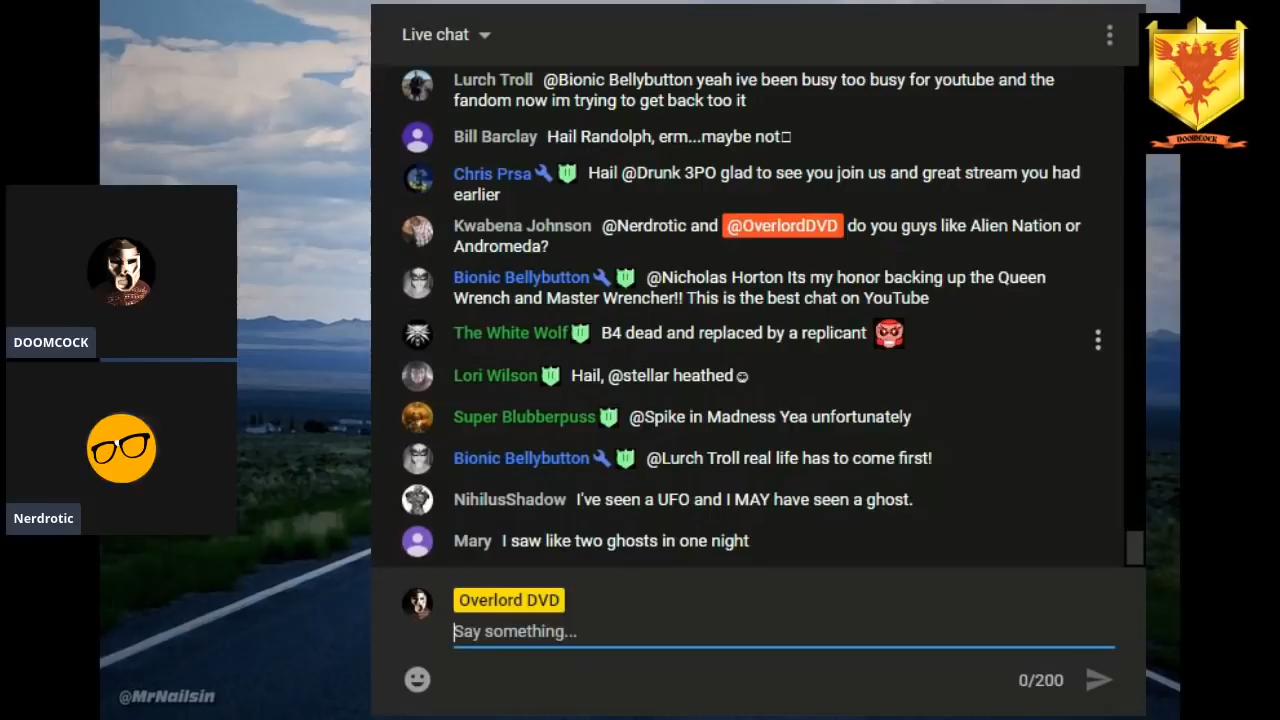 Live chat
Lurch Troll @Bionic Bellybutton yeah ive been busy too busy for youtube and the
fandom now im trying to get back too it
Bill Barclay Hail Randolph, erm...maybe not□
Chris Prsa Hail @Drunk 3PO glad to see you join us and great stream you had
earlier
Kwabena Johnson @Nerdrotic and @OverlordDVD do you guys like Alien Nation or
Andromeda?
Bionic Bellybutton @Nicholas Horton Its my honor backing up the Queen
Wrench and Master Wrencher!! This is the best chat on YouTube
The White Wolf B4 dead and replaced by a replicant
Lori Wilson Hail, @stellar heathed☺
Super Blubberpuss @Spike in Madness Yea unfortunately
Bionic Bellybutton @Lurch Troll real life has to come first!
NihilusShadow I've seen a UFO and I MAY have seen a ghost.
Mary I saw like two ghosts in one night
Overlord DVD
Say something...
0/200
DOOMCOCK
Nerdrotic
@MrNailsin
DOOMCOCK